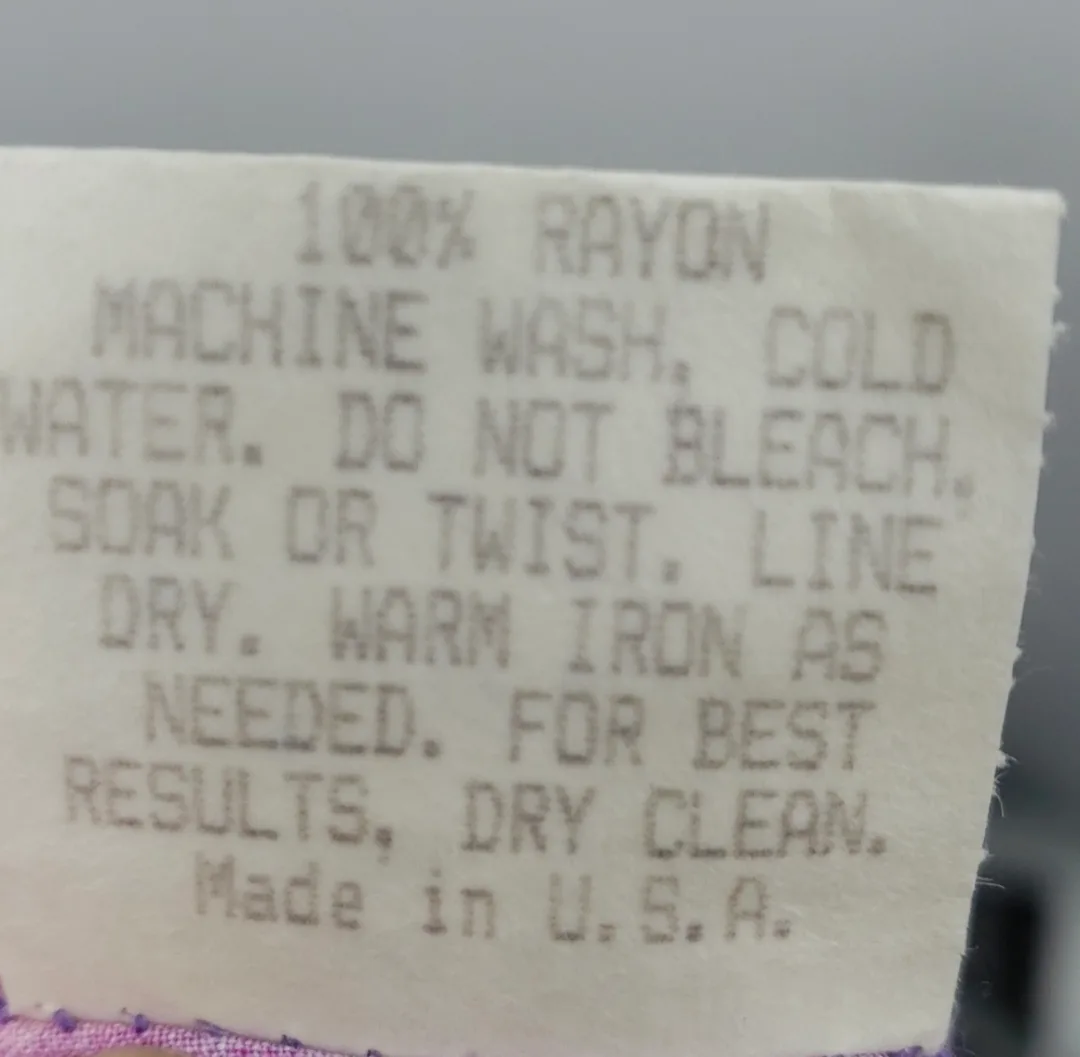 100% RAYON
MACHINE WASH, COLD
WATER. DO NOT BLEACH,
SOAK OR TWIST. LINE
DRY. WARM IRON AS
NEEDED. FOR BEST
RESULTS, DRY CLEAN.
Made in U.S.A.